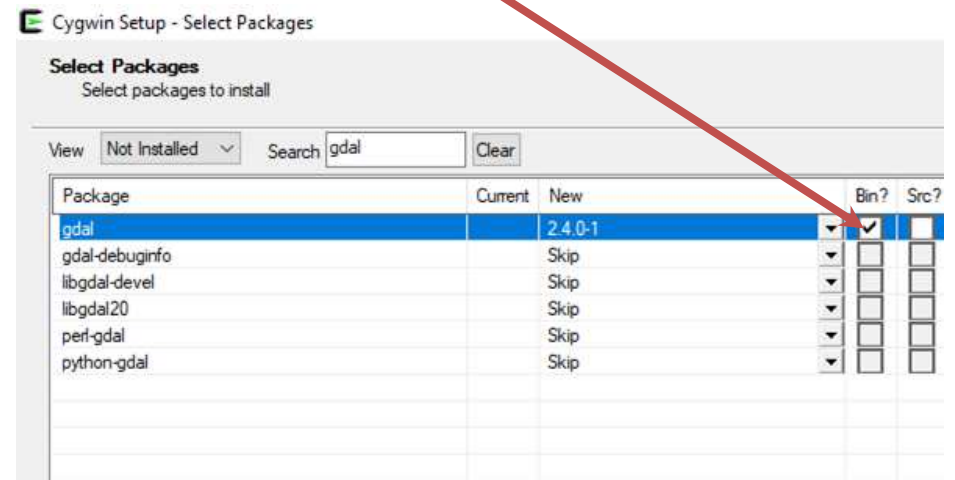 Cygwin Setup - Select Packages
Select Packages
Select packages to install
View Not Installed Search gdal Clear
Package Current New Bin? Src?
gdal 2.4.0-1
gdal-debuginfo Skip
libgdal-devel Skip
libgdal20 Skip
perl-gdal Skip
python-gdal Skip